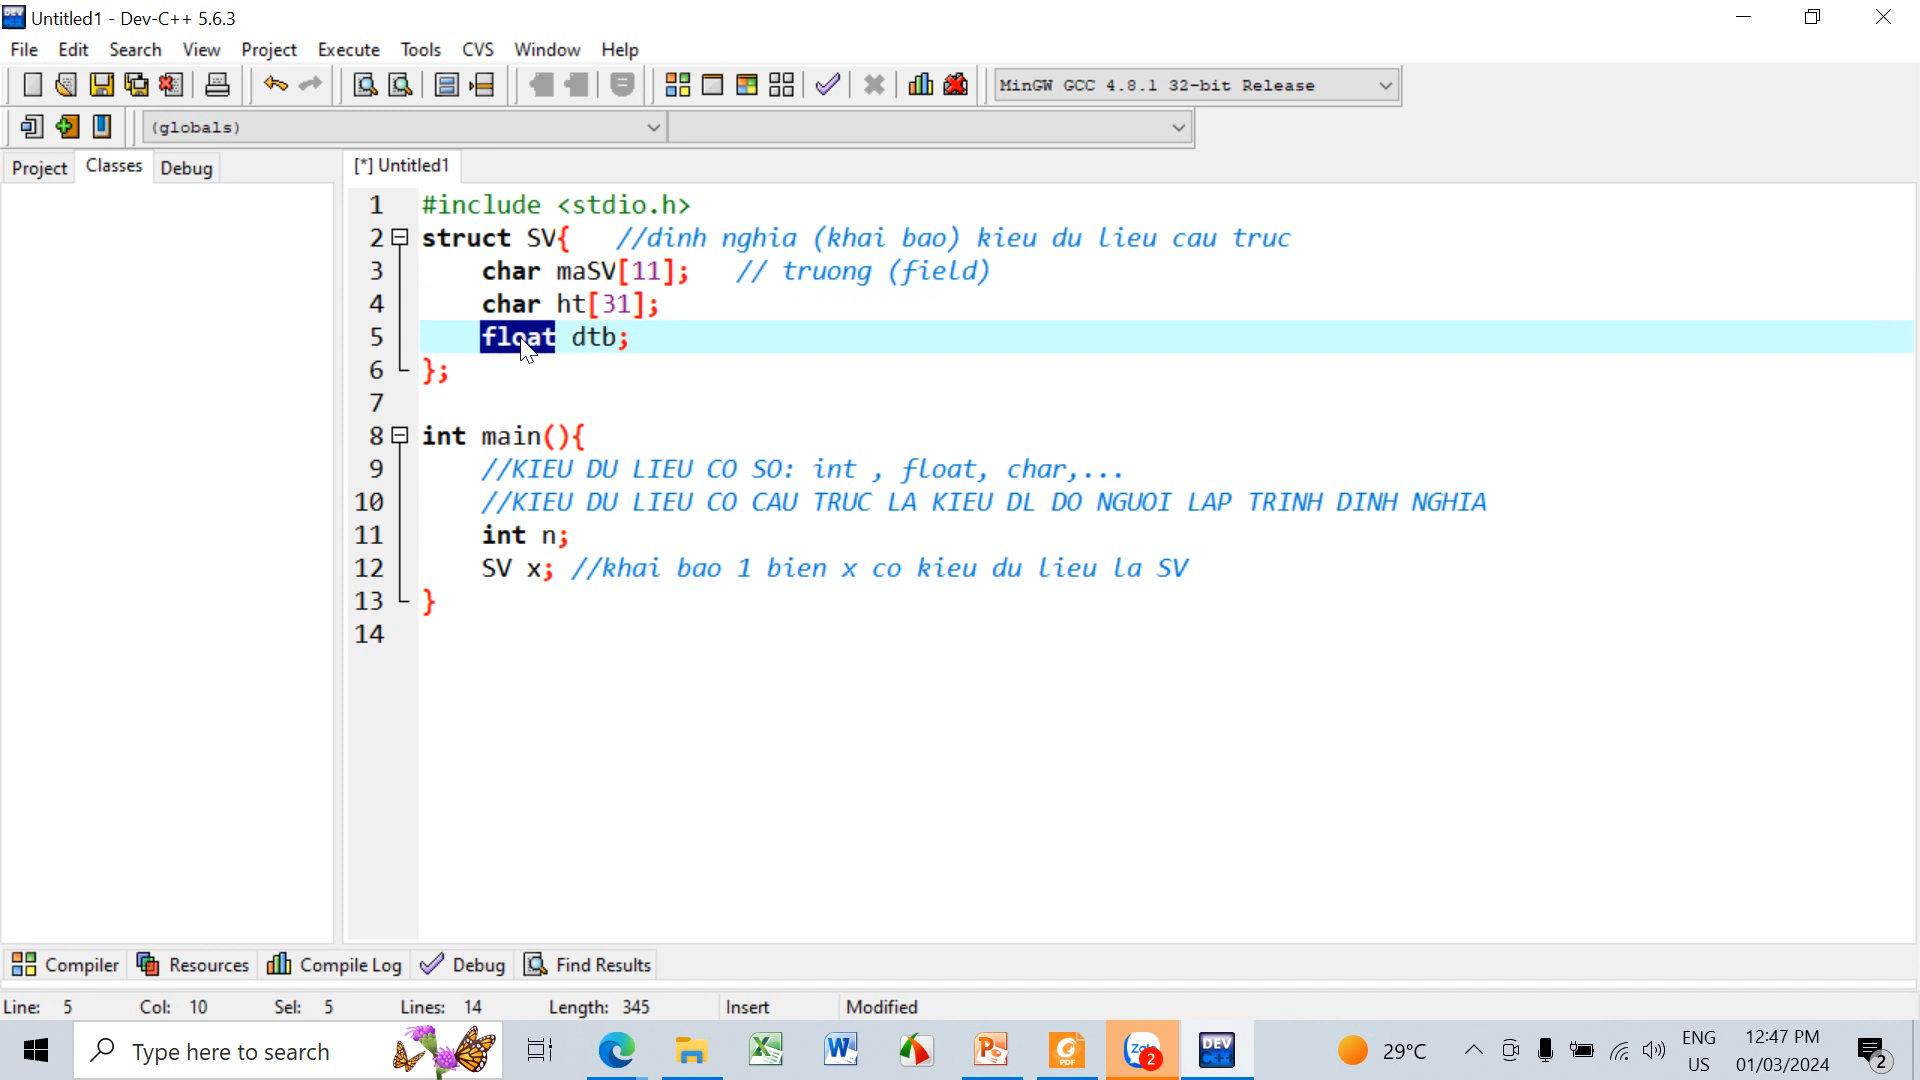 Untitled1 - Dev-C++ 5.6.3
File Edit Search View Project Execute Tools CVS Window Help
MinGW GCC 4.8.1 32-bit Release
(globals)
Project Classes Debug
[*] Untitled1
1 #include <stdio.h>
2 struct SV{ //dinh nghia (khai bao) kieu du lieu cau truc
3 char maSV[11]; // truong (field)
4 char ht[31];
5 float dtb;
6 };
7
8 int main(){
9 //KIEU DU LIEU CO SO: int , float, char,...
10 //KIEU DU LIEU CO CAU TRUC LA KIEU DL DO NGUOI LAP TRINH DINH NGHIA
11 int n;
12 SV x; //khai bao 1 bien x co kieu du lieu la SV
13 }
14
Compiler Resources Compile Log Debug Find Results
Line: 5 Col: 10 Sel: 5 Lines: 14 Length: 345 Insert Modified
Type here to search
29°C
ENG
US
12:47 PM
01/03/2024
2
2
DEV
C++
PDF